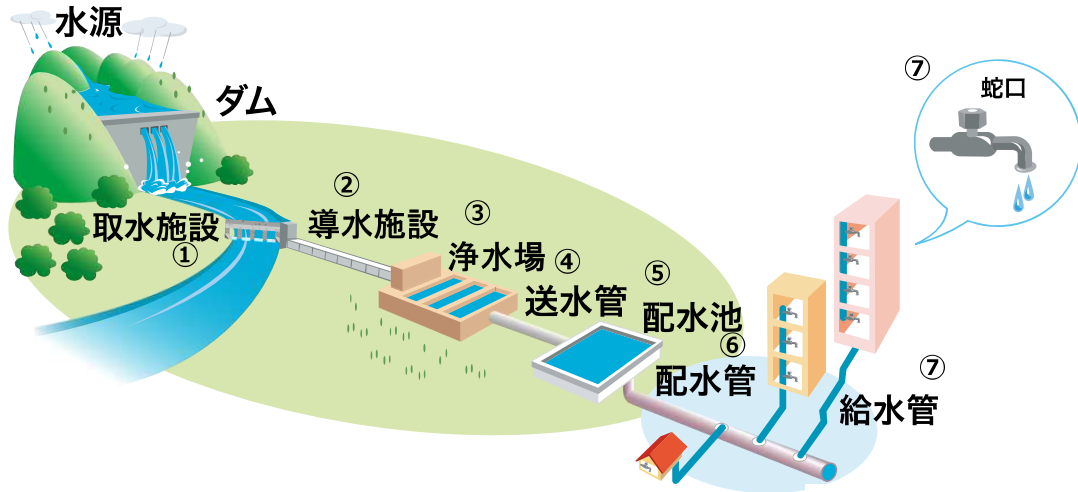 水源
ダム
取水施設
①
②
導水施設
③
浄水場
④
送水管
⑤
配水池
⑥
配水管
⑦
給水管
⑦
蛇口